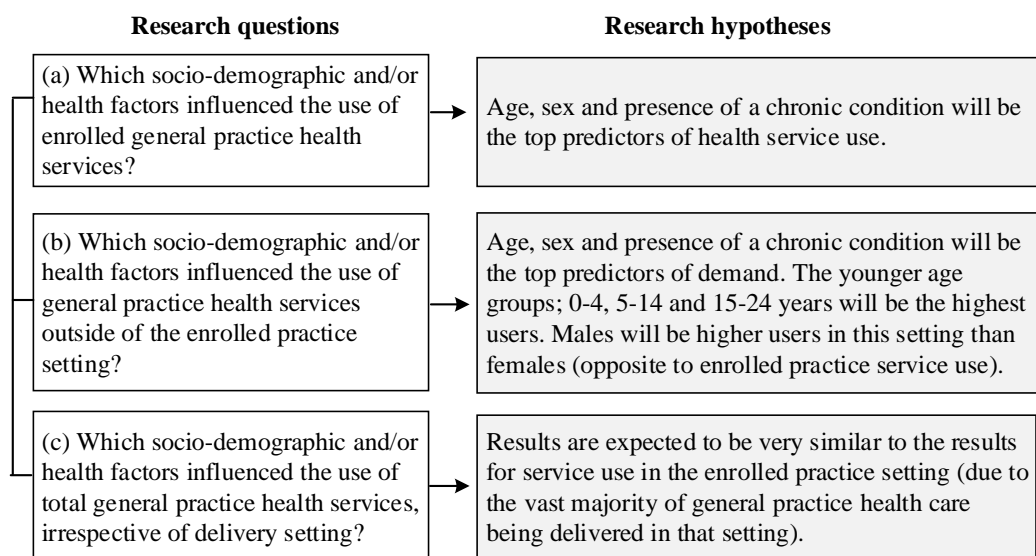 Research questions
Research hypotheses
(a) Which socio-demographic and/or
health factors influenced the use of
enrolled general practice health
services?
Age, sex and presence of a chronic condition will be
the top predictors of health service use.
(b) Which socio-demographic and/or
health factors influenced the use of
general practice health services
outside of the enrolled practice
setting?
Age, sex and presence of a chronic condition will be
the top predictors of demand. The younger age
groups; 0-4, 5-14 and 15-24 years will be the highest
users. Males will be higher users in this setting than
females (opposite to enrolled practice service use).
(c) Which socio-demographic and/or
health factors influenced the use of
total general practice health services,
irrespective of delivery setting?
Results are expected to be very similar to the results
for service use in the enrolled practice setting (due to
the vast majority of general practice health care
being delivered in that setting).